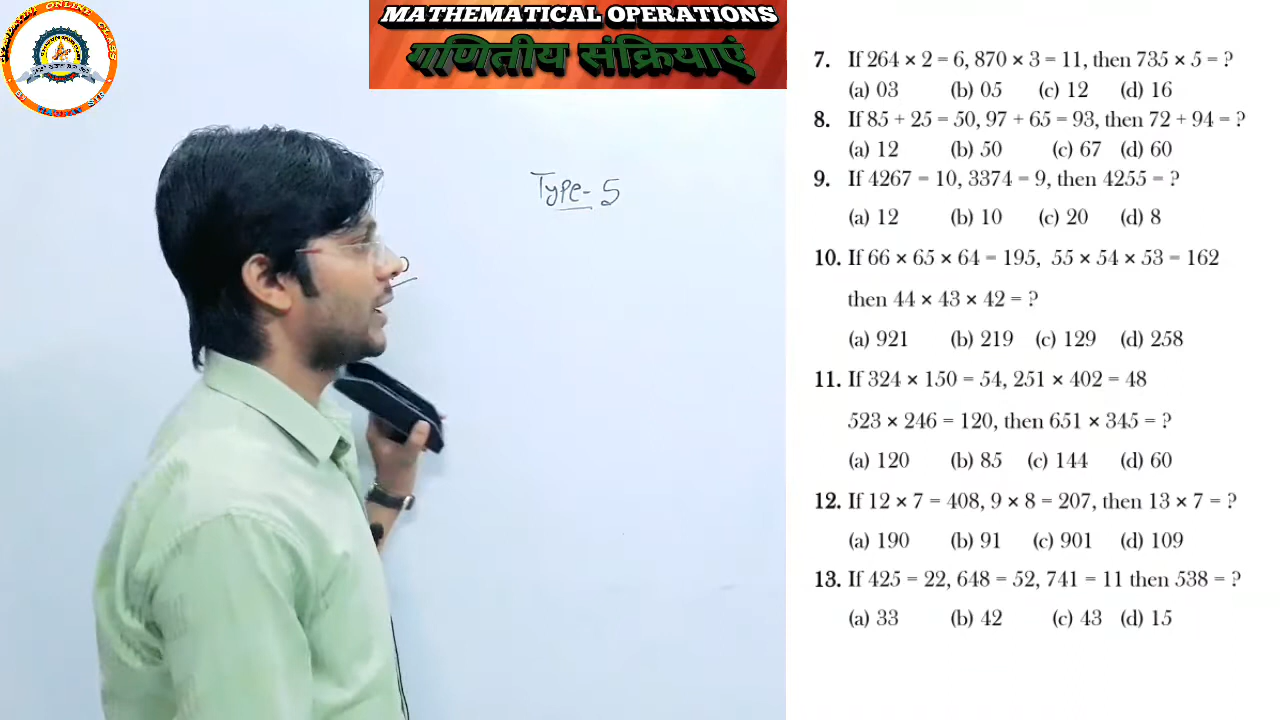 MATHEMATICAL OPERATIONS
गणितीय संक्रियाएं
ONLINE CLASS
SIR
Type- 5
7. If 264 × 2 = 6, 870 × 3 = 11, then 735 × 5 = ?
(a) 03 (b) 05 (c) 12 (d) 16
8. If 85 + 25 = 50, 97 + 65 = 93, then 72 + 94 = ?
(a) 12 (b) 50 (c) 67 (d) 60
9. If 4267 = 10, 3374 = 9, then 4255 = ?
(a) 12 (b) 10 (c) 20 (d) 8
10. If 66 × 65 × 64 = 195, 55 × 54 × 53 = 162
then 44 × 43 × 42 = ?
(a) 921 (b) 219 (c) 129 (d) 258
11. If 324 × 150 = 54, 251 × 402 = 48
523 × 246 = 120, then 651 × 345 = ?
(a) 120 (b) 85 (c) 144 (d) 60
12. If 12 × 7 = 408, 9 × 8 = 207, then 13 × 7 = ?
(a) 190 (b) 91 (c) 901 (d) 109
13. If 425 = 22, 648 = 52, 741 = 11 then 538 = ?
(a) 33 (b) 42 (c) 43 (d) 15